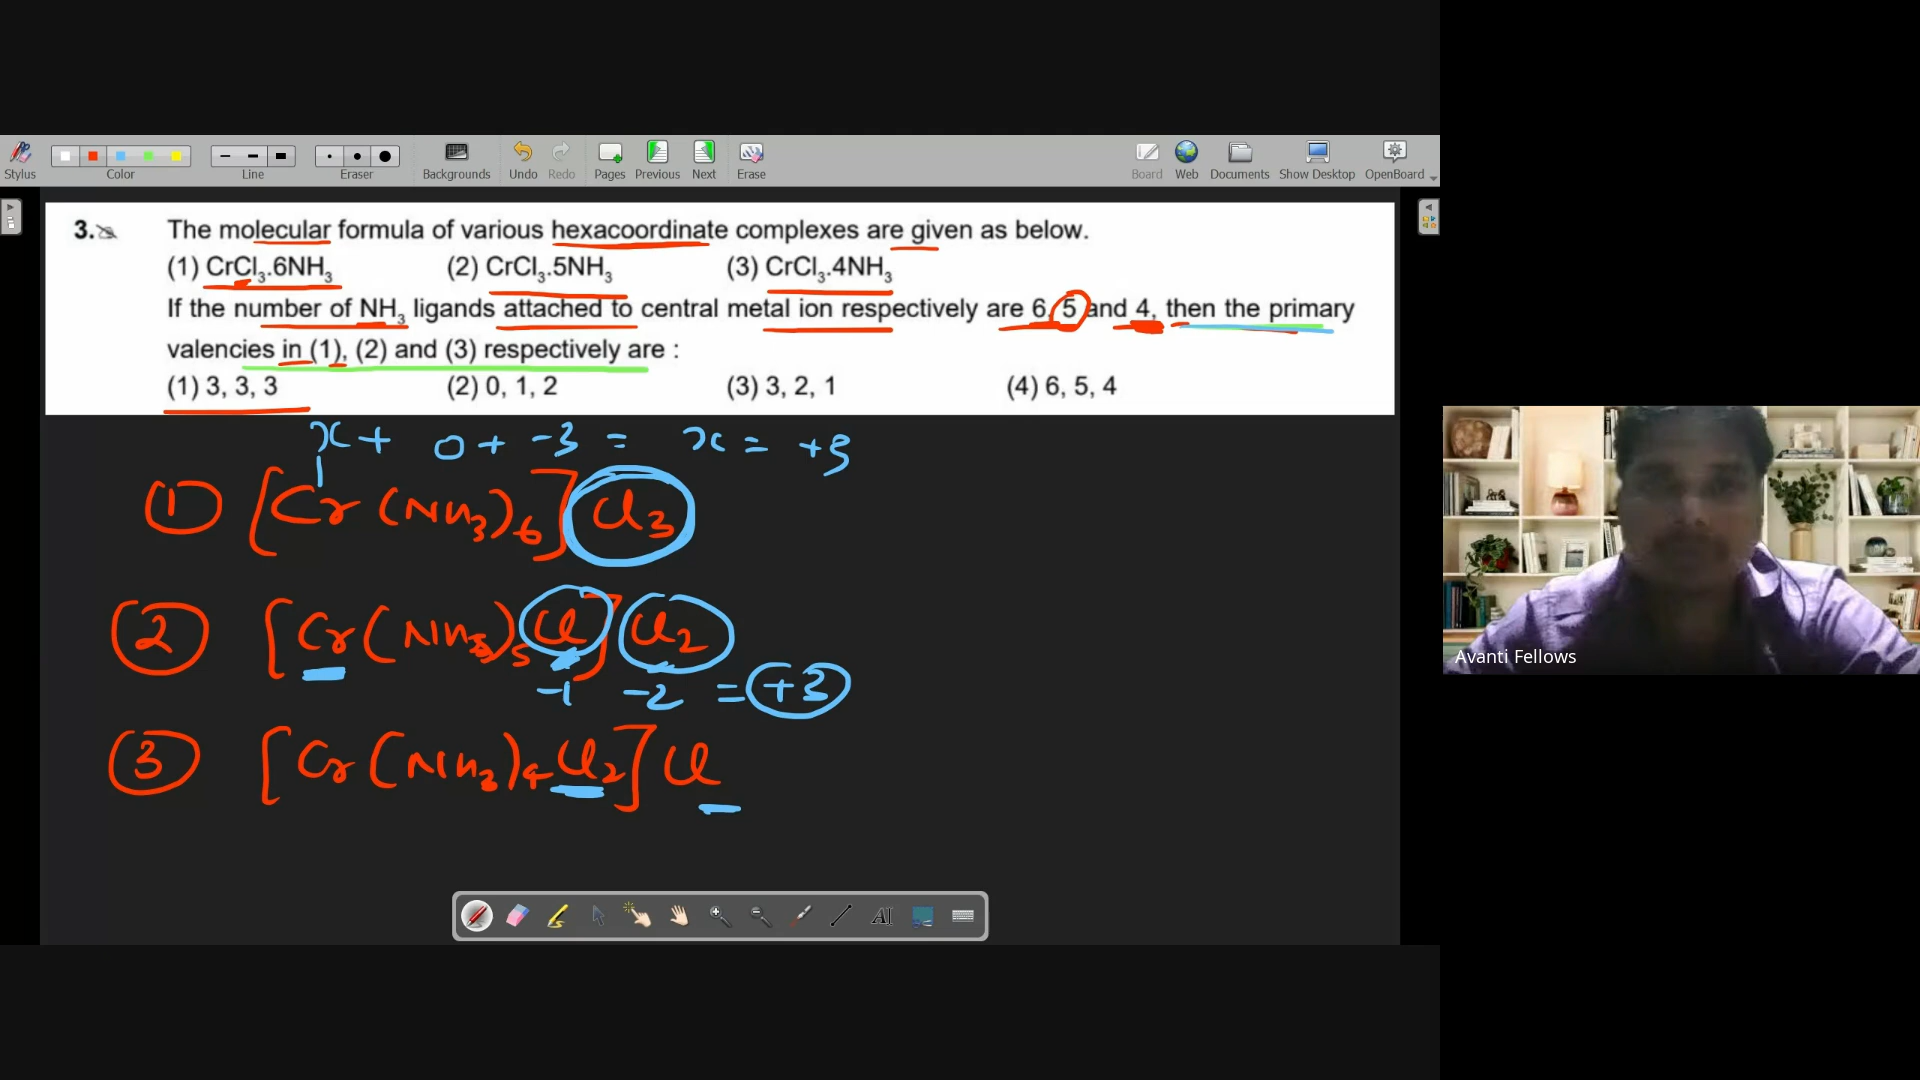 Stylus Color Line Eraser Backgrounds Undo Redo Pages Previous Next Erase Board Web Documents Show Desktop OpenBoard
3. The molecular formula of various hexacoordinate complexes are given as below.
(1) CrCl₃.6NH₃ (2) CrCl₃.5NH₃ (3) CrCl₃.4NH₃
If the number of NH₃ ligands attached to central metal ion respectively are 6, 5 and 4, then the primary
valencies in (1), (2) and (3) respectively are :
(1) 3, 3, 3 (2) 0, 1, 2 (3) 3, 2, 1 (4) 6, 5, 4
x + 0 + -3 = x = +3
① [Cr(NH₃)₆]Cl₃
② [Cr(NH₃)₅Cl]Cl₂
-1 -2 = +3
③ [Cr(NH₃)₄Cl₂]Cl
Avanti Fellows